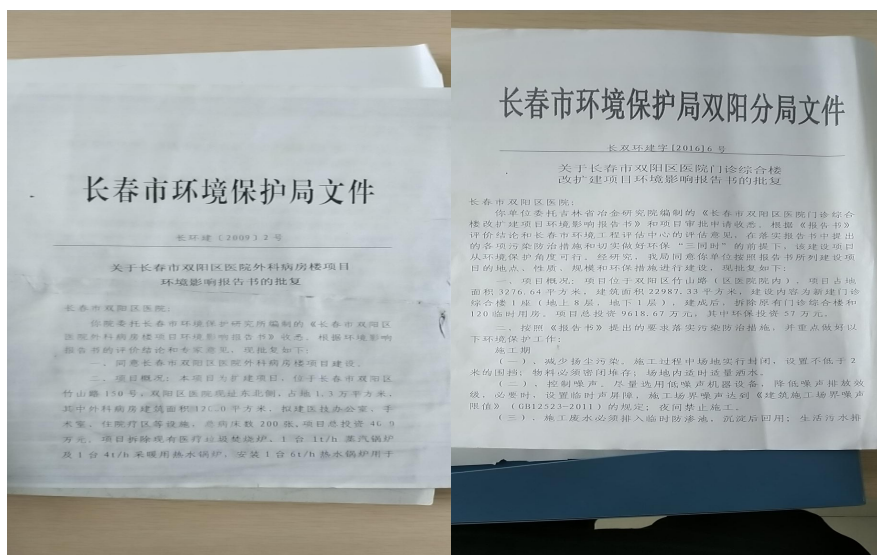 长春市环境保护局文件
长环建（2009）2号
关于长春市双阳区医院外科病房楼项目
环境影响报告书的批复
长春市双阳区医院：
你院委托长春市环境保护研究所编制的《长春市双阳区
医院外科病房楼项目环境影响报告书》收悉。根据环境影响
报告书的评价结论和专家意见，现批复如下：
一、同意长春市双阳区医院外科病房楼项目建设。
二、项目概况：本项目为扩建项目，位于长春市双阳区
竹山路150号，双阳区医院现址东北侧，占地1.3万平方米，
其中外科病房建筑面积平方米，拟建医技办公室、手
术室、住院疗区等设施，总病床数200张，项目总投资
万元。项目拆除现有医疗垃圾焚烧炉，1台1t/h蒸汽锅炉
及1台4t/h采暖用热水锅炉，安装1台6t/h热水锅炉用于
长春市环境保护局双阳分局文件
长双环建字[2016]6号
关于长春市双阳区医院门诊综合楼
改扩建项目环境影响报告书的批复
长春市双阳区医院：
你单位委托吉林省冶金研究院编制的《长春市双阳区医院门诊综合
楼改扩建项目环境影响报告书》和项目审批申请收悉。根据《报告书》
评价结论和长春市环境工程评估中心的评估意见，在落实报告书中提出
的各项污染防治措施和切实做好环保“三同时”的前提下，该建设项目
从环境保护角度可行。经研究，我局同意你单位按照报告书所列建设项
目的地点、性质、规模和环保措施进行建设，现批复如下：
一、项目概况：项目位于双阳区竹山路（区医院院内），项目占地
面积3276.64平方米，建筑面积22987.33平方米，建设内容为新建门诊
综合楼1座（地上8层、地下1层），建成后，拆除原有门诊综合楼和
120临时用房。项目总投资9618.67万元，其中环保投资57万元。
二、按照《报告书》提出的要求落实污染防治措施，并重点做好以
下环境保护工作：
施工期
（一）、减少扬尘污染。施工过程中场地实行封闭，设置不低于2
米的围挡；物料必须密闭堆存；场地内适时适量洒水。
（二）、控制噪声。尽量选用低噪声机器设备，降低噪声排放效
级，必要时，设置临时声屏障，施工场界噪声达到《建筑施工场界噪声
限值》（GB12523-2011）的规定；夜间禁止施工。
（三）、施工废水必须排入临时防渗池，沉淀后回用；生活污水排